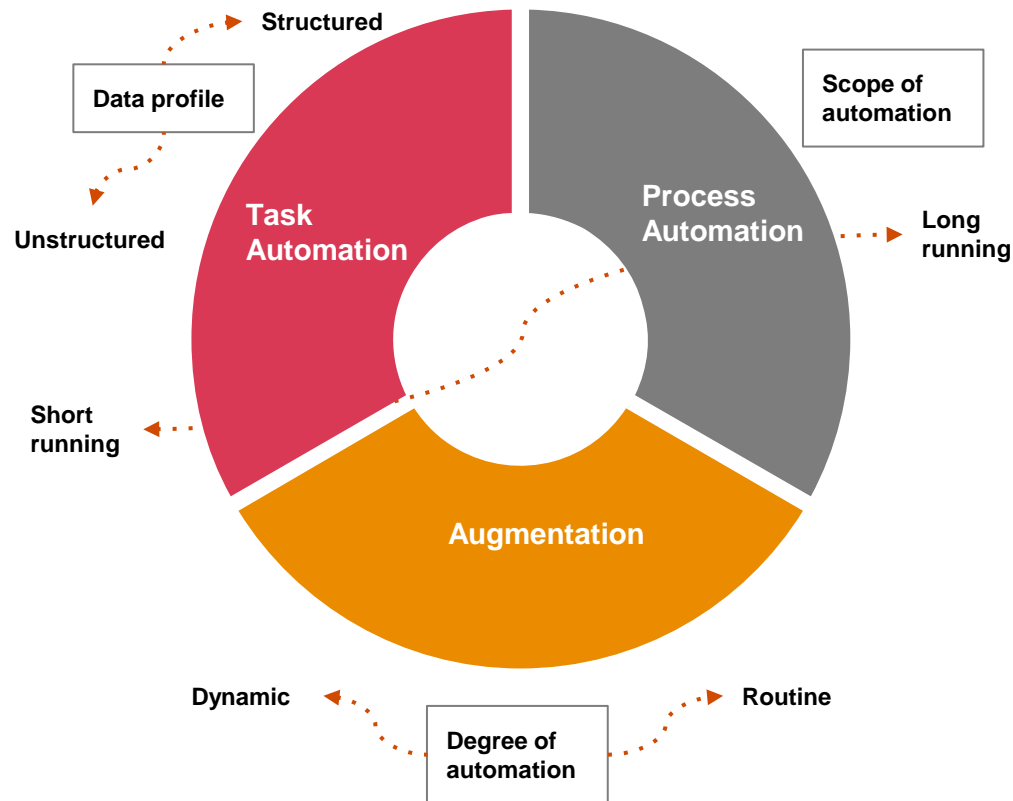 Structured
Data profile
Unstructured
Scope of
automation
Task
Automation
Process
Automation
Long
running
Short
running
Augmentation
Dynamic
Routine
Degree of
automation